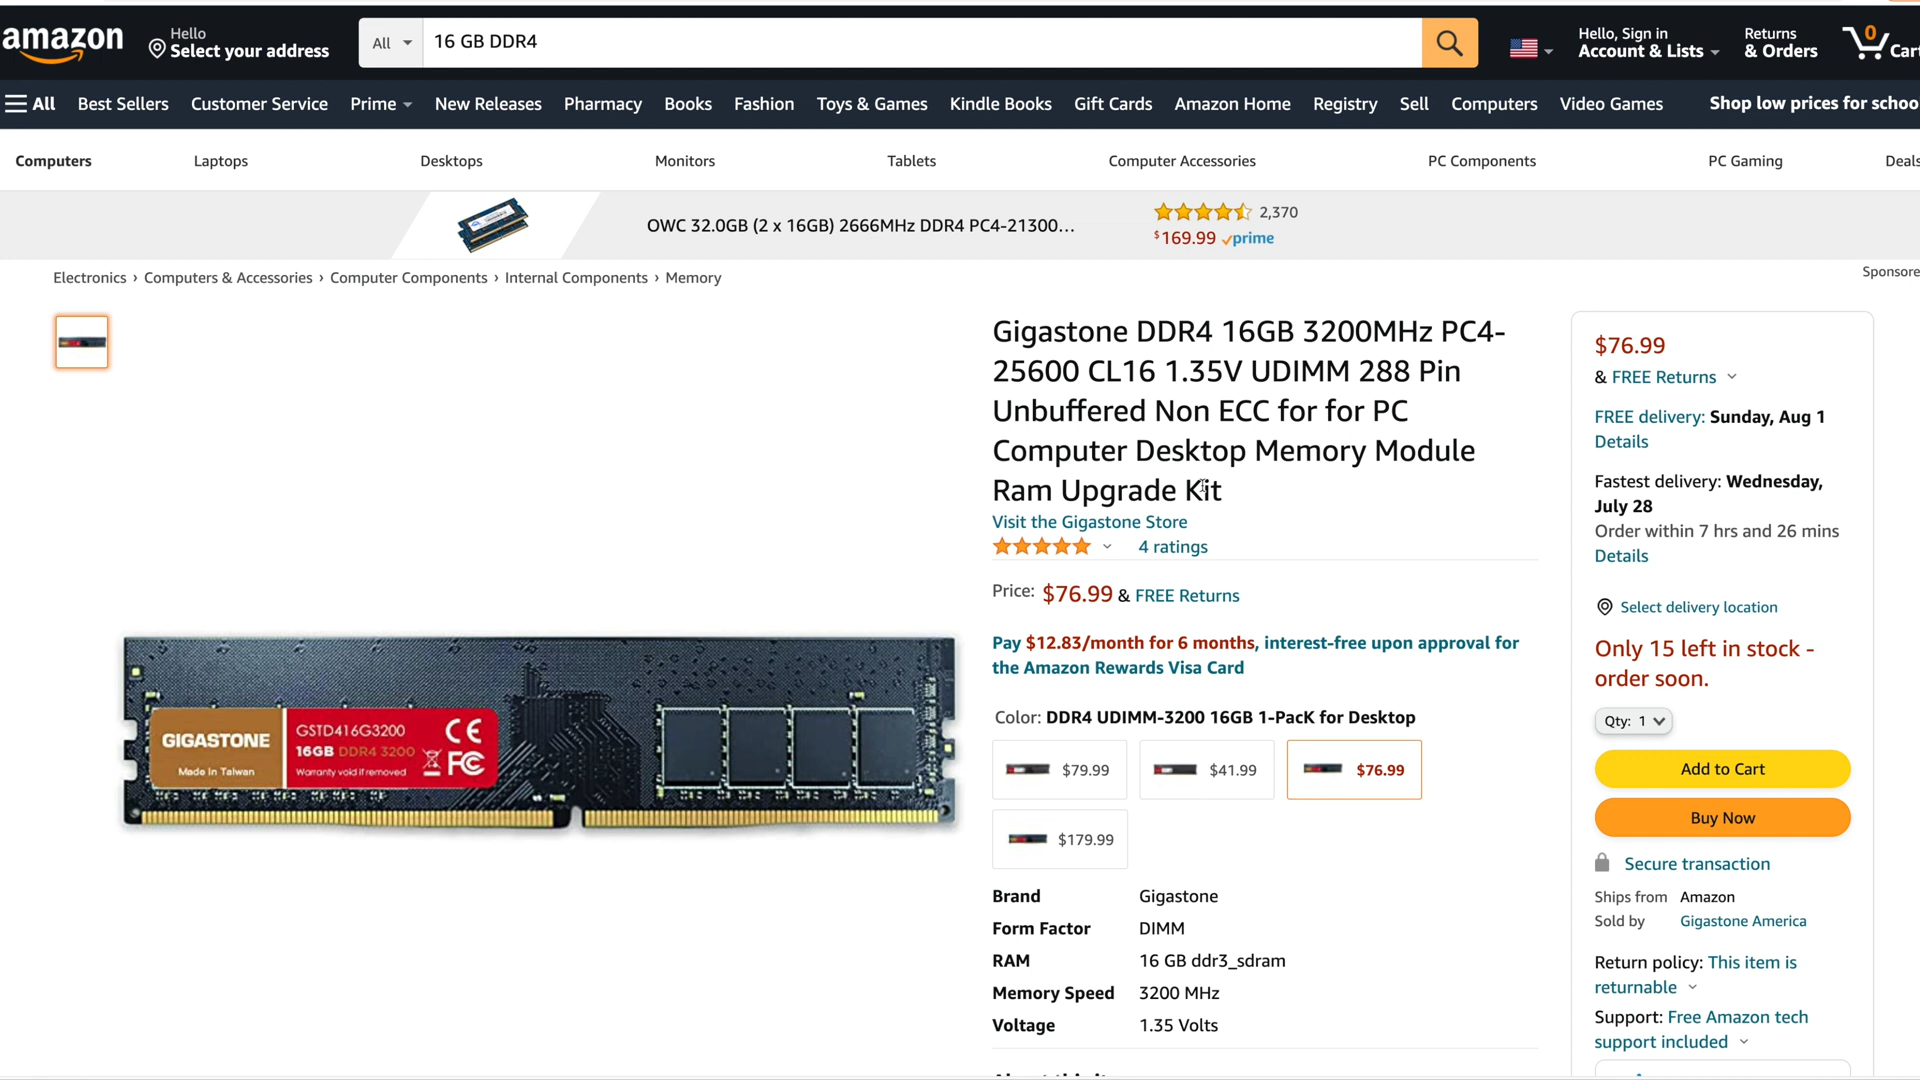 amazon
Hello
Select your address
All
16 GB DDR4
Hello, Sign in
Account & Lists
Returns
& Orders
0
Cart
All
Best Sellers
Customer Service
Prime
New Releases
Pharmacy
Books
Fashion
Toys & Games
Kindle Books
Gift Cards
Amazon Home
Registry
Sell
Computers
Video Games
Shop low prices for schoo
Computers
Laptops
Desktops
Monitors
Tablets
Computer Accessories
PC Components
PC Gaming
Deals
OWC 32.0GB (2 x 16GB) 2666MHz DDR4 PC4-21300...
2,370
$169.99 prime
Sponsore
Electronics › Computers & Accessories › Computer Components › Internal Components › Memory
Gigastone DDR4 16GB 3200MHz PC4-
25600 CL16 1.35V UDIMM 288 Pin
Unbuffered Non ECC for for PC
Computer Desktop Memory Module
Ram Upgrade Kit
Visit the Gigastone Store
4 ratings
Price: $76.99 & FREE Returns
Pay $12.83/month for 6 months, interest-free upon approval for
the Amazon Rewards Visa Card
Color: DDR4 UDIMM-3200 16GB 1-PacK for Desktop
$79.99
$41.99
$76.99
$179.99
Brand Gigastone
Form Factor DIMM
RAM 16 GB ddr3_sdram
Memory Speed 3200 MHz
Voltage 1.35 Volts
GIGASTONE
Made in Taiwan
GSTD416G3200
16GB DDR4 3200
Warranty void if removed
CE
FC
$76.99
& FREE Returns
FREE delivery: Sunday, Aug 1
Details
Fastest delivery: Wednesday,
July 28
Order within 7 hrs and 26 mins
Details
Select delivery location
Only 15 left in stock -
order soon.
Qty: 1
Add to Cart
Buy Now
Secure transaction
Ships from Amazon
Sold by Gigastone America
Return policy: This item is
returnable
Support: Free Amazon tech
support included